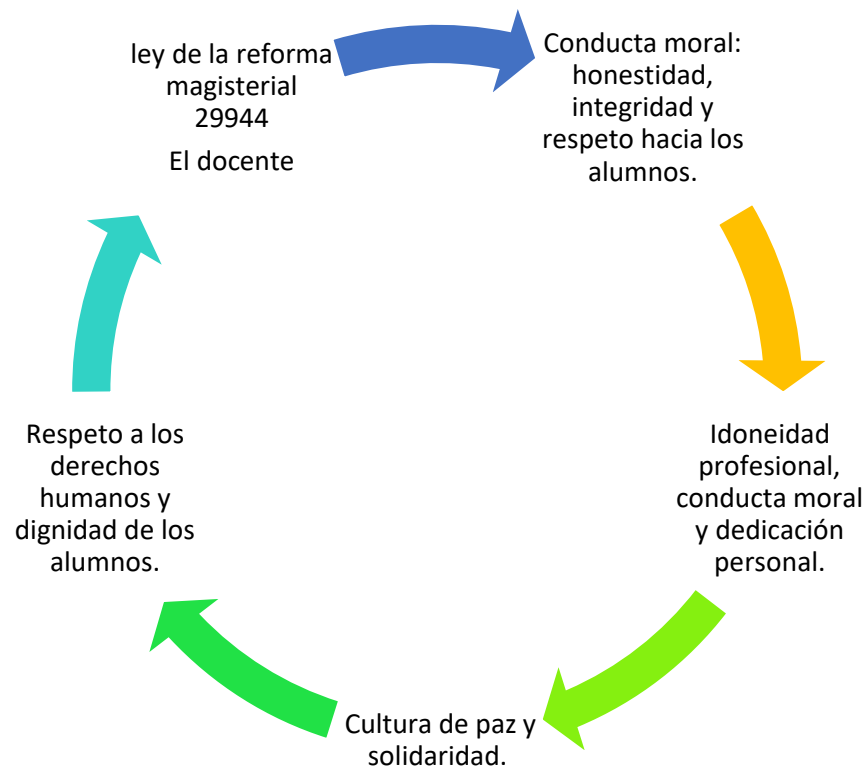 ley de la reforma
magisterial
29944
El docente
Conducta moral:
honestidad,
integridad y
respeto hacia los
alumnos.
Idoneidad
profesional,
conducta moral
y dedicación
personal.
Cultura de paz y
solidaridad.
Respeto a los
derechos
humanos y
dignidad de los
alumnos.